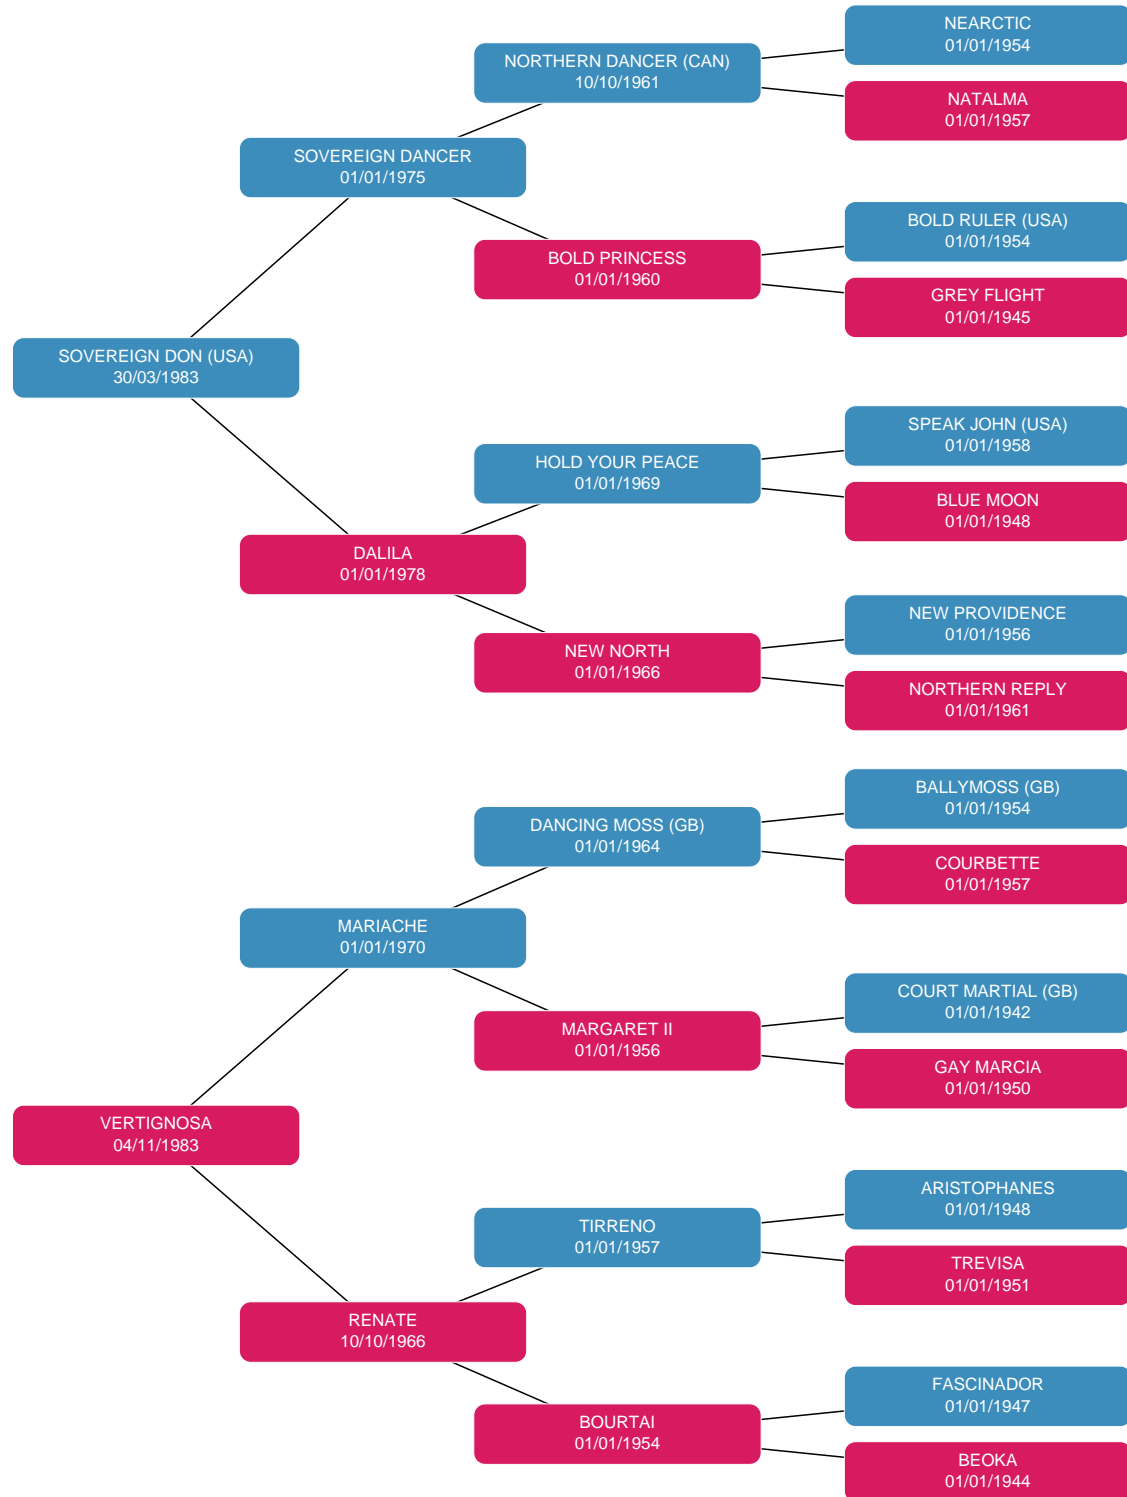 NEARCTIC
01/01/1954
NORTHERN DANCER (CAN)
10/10/1961
NATALMA
01/01/1957
SOVEREIGN DANCER
01/01/1975
BOLD RULER (USA)
01/01/1954
BOLD PRINCESS
01/01/1960
GREY FLIGHT
01/01/1945
SOVEREIGN DON (USA)
30/03/1983
SPEAK JOHN (USA)
01/01/1958
HOLD YOUR PEACE
01/01/1969
BLUE MOON
01/01/1948
DALILA
01/01/1978
NEW PROVIDENCE
01/01/1956
NEW NORTH
01/01/1966
NORTHERN REPLY
01/01/1961
BALLYMOSS (GB)
01/01/1954
DANCING MOSS (GB)
01/01/1964
COURBETTE
01/01/1957
MARIACHE
01/01/1970
COURT MARTIAL (GB)
01/01/1942
MARGARET II
01/01/1956
GAY MARCIA
01/01/1950
VERTIGNOSA
04/11/1983
ARISTOPHANES
01/01/1948
TIRRENO
01/01/1957
TREVISA
01/01/1951
RENATE
10/10/1966
FASCINADOR
01/01/1947
BOURTAI
01/01/1954
BEOKA
01/01/1944